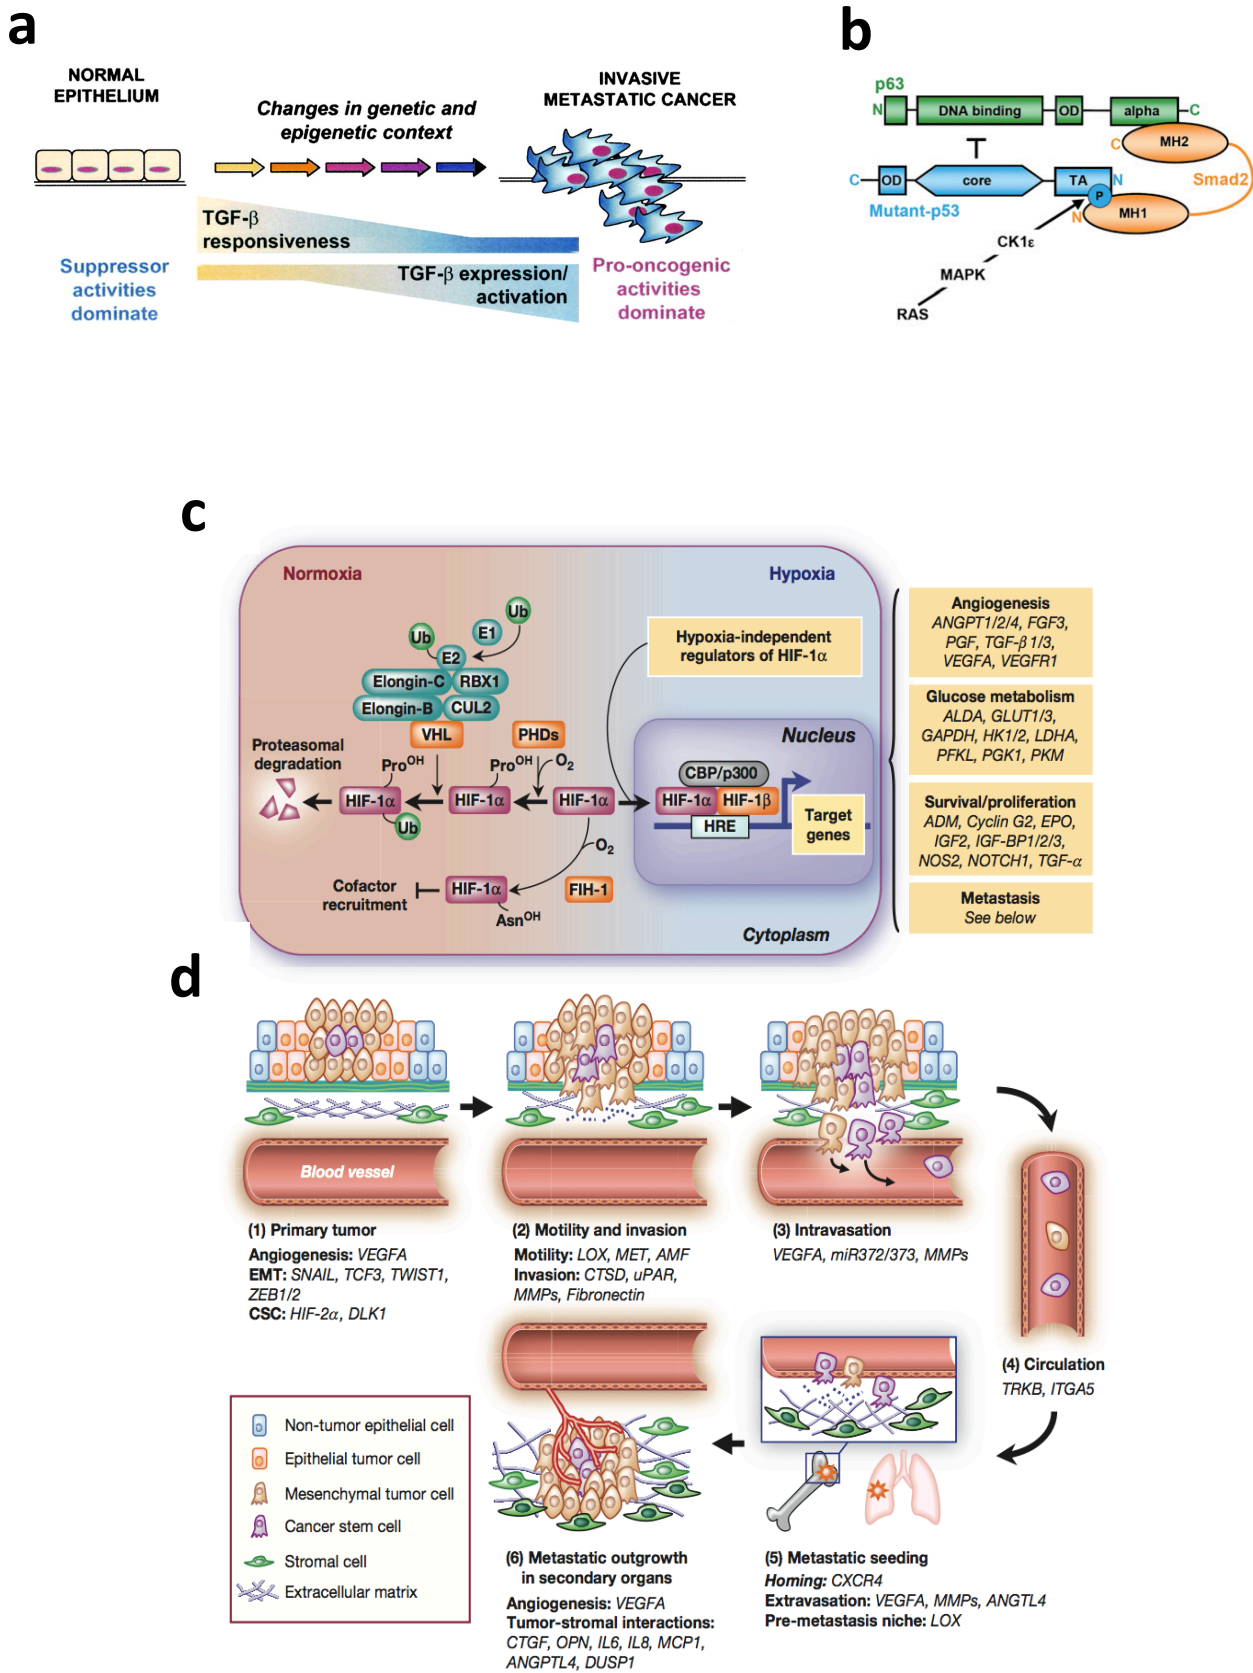 a
NORMAL
EPITHELIUM
Changes in genetic and
epigenetic context
INVASIVE
METASTATIC CANCER
TGF-β
responsiveness
TGF-β expression/
activation
Suppressor
activities
dominate
Pro-oncogenic
activities
dominate
b
p63
N
DNA binding
OD
alpha
C
C
MH2
Smad2
C
OD
core
TA
N
P
Mutant-p53
N
MH1
CK1ε
MAPK
RAS
c
Normoxia
Hypoxia
Ub
E1
Ub
E2
Elongin-C
RBX1
Elongin-B
CUL2
VHL
PHDs
Hypoxia-independent
regulators of HIF-1α
Proteasomal
degradation
Pro^OH
Pro^OH
O₂
HIF-1α
HIF-1α
HIF-1α
Ub
O₂
Cofactor
recruitment
HIF-1α
FIH-1
Asn^OH
Nucleus
CBP/p300
HIF-1α
HIF-1β
HRE
Target
genes
Cytoplasm
Angiogenesis
ANGPT1/2/4, FGF3,
PGF, TGF-β1/3,
VEGFA, VEGFR1
Glucose metabolism
ALDA, GLUT1/3,
GAPDH, HK1/2, LDHA,
PFKL, PGK1, PKM
Survival/proliferation
ADM, Cyclin G2, EPO,
IGF2, IGF-BP1/2/3,
NOS2, NOTCH1, TGF-α
Metastasis
See below
d
Blood vessel
(1) Primary tumor
Angiogenesis: VEGFA
EMT: SNAIL, TCF3, TWIST1,
ZEB1/2
CSC: HIF-2α, DLK1
(2) Motility and invasion
Motility: LOX, MET, AMF
Invasion: CTSD, uPAR,
MMPs, Fibronectin
(3) Intravasation
VEGFA, miR372/373, MMPs
(4) Circulation
TRKB, ITGA5
(5) Metastatic seeding
Homing: CXCR4
Extravasation: VEGFA, MMPs, ANGTL4
Pre-metastasis niche: LOX
(6) Metastatic outgrowth
in secondary organs
Angiogenesis: VEGFA
Tumor-stromal interactions:
CTGF, OPN, IL6, IL8, MCP1,
ANGPTL4, DUSP1
Non-tumor epithelial cell
Epithelial tumor cell
Mesenchymal tumor cell
Cancer stem cell
Stromal cell
Extracellular matrix